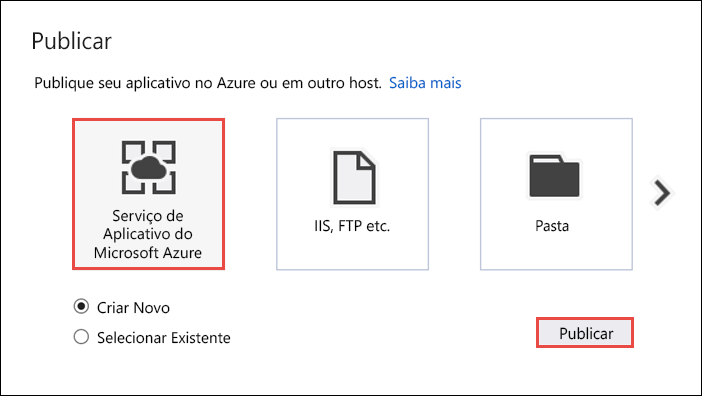 Publicar
Publique seu aplicativo no Azure ou em outro host. Saiba mais
Serviço de
Aplicativo do
Microsoft Azure
IIS, FTP etc.
Pasta
Criar Novo
Selecionar Existente
Publicar